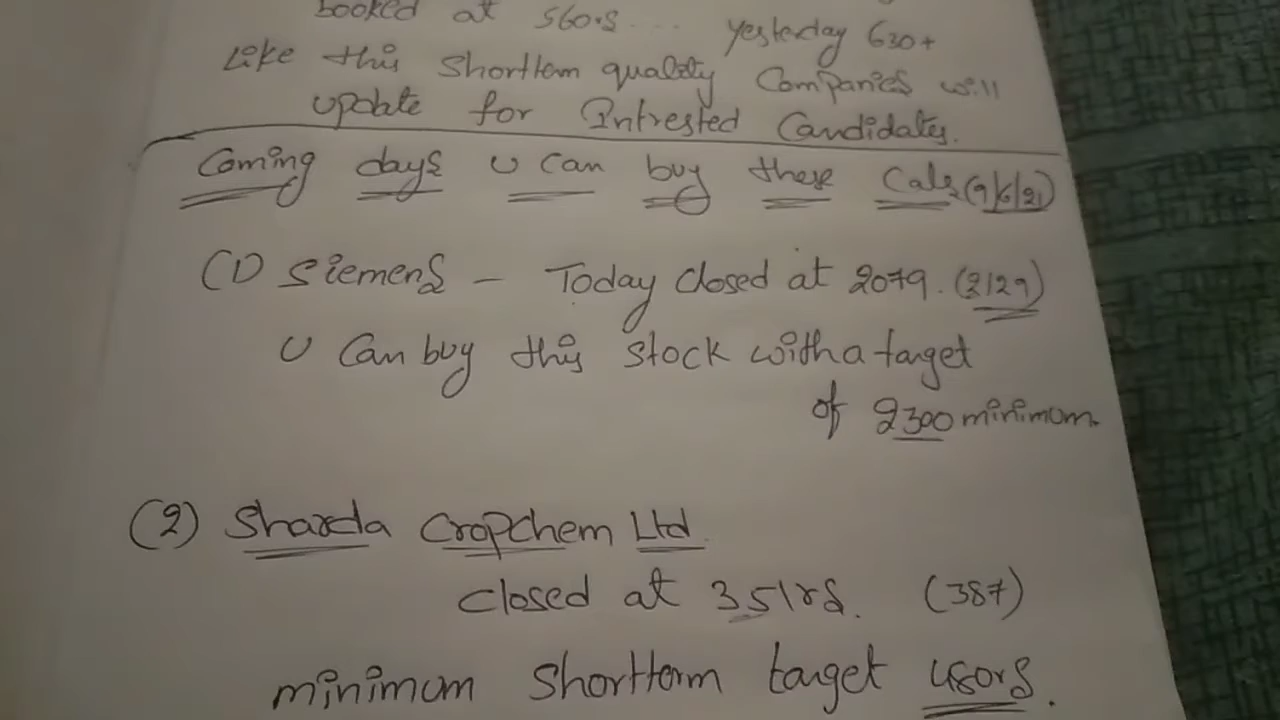 booked at 560rs... yesterday 630+
Like this Shortterm quality Companies will
update for Intrested Candidates.
Coming days U Can buy these Cals (9/6/21)
(1) Siemens - Today closed at 2079. (2129)
U Can buy this stock with a target
of 2300 minimum.
(2) Sharda Cropchem Ltd.
closed at 351rs. (387)
minimum Shortterm target 480rs.